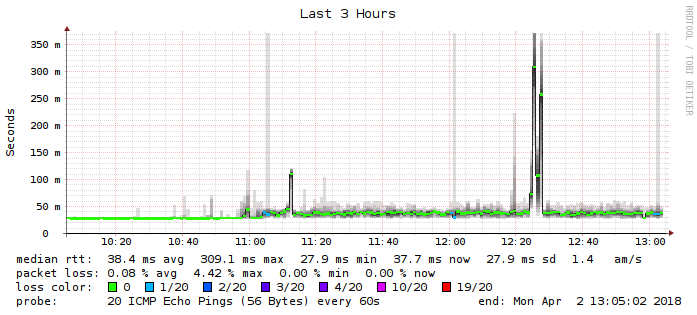 Last 3 Hours
RRDTOOL / TOBI OETIKER
Seconds
350 m
300 m
250 m
200 m
150 m
100 m
50 m
0
10:20 10:40 11:00 11:20 11:40 12:00 12:20 12:40 13:00
median rtt: 38.4 ms avg 309.1 ms max 27.9 ms min 37.7 ms now 27.9 ms sd 1.4 am/s
packet loss: 0.08 % avg 4.42 % max 0.00 % min 0.00 % now
loss color: 0 1/20 2/20 3/20 4/20 10/20 19/20
probe: 20 ICMP Echo Pings (56 Bytes) every 60s end: Mon Apr 2 13:05:02 2018